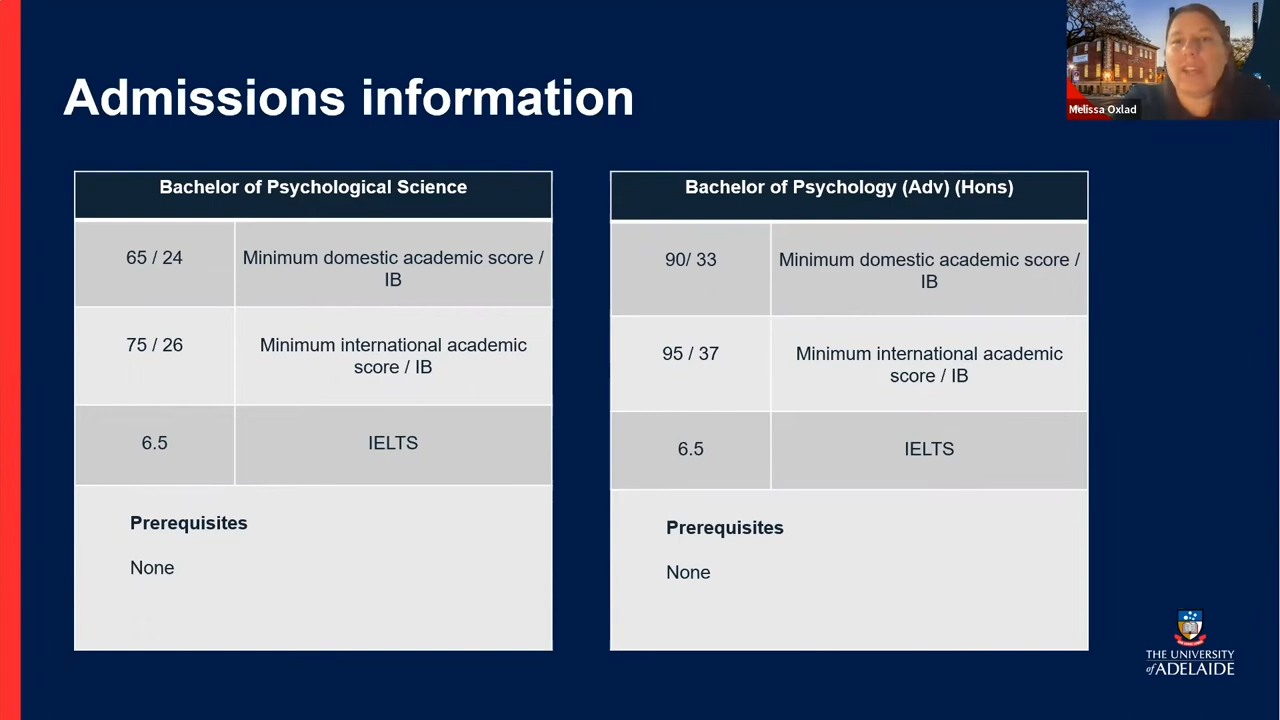 Admissions information
Melissa Oxlad
Bachelor of Psychological Science
65 / 24
Minimum domestic academic score /
IB
75 / 26
Minimum international academic
score / IB
6.5
IELTS
Prerequisites
None
Bachelor of Psychology (Adv) (Hons)
90/ 33
Minimum domestic academic score /
IB
95 / 37
Minimum international academic
score / IB
6.5
IELTS
Prerequisites
None
THE UNIVERSITY
of ADELAIDE